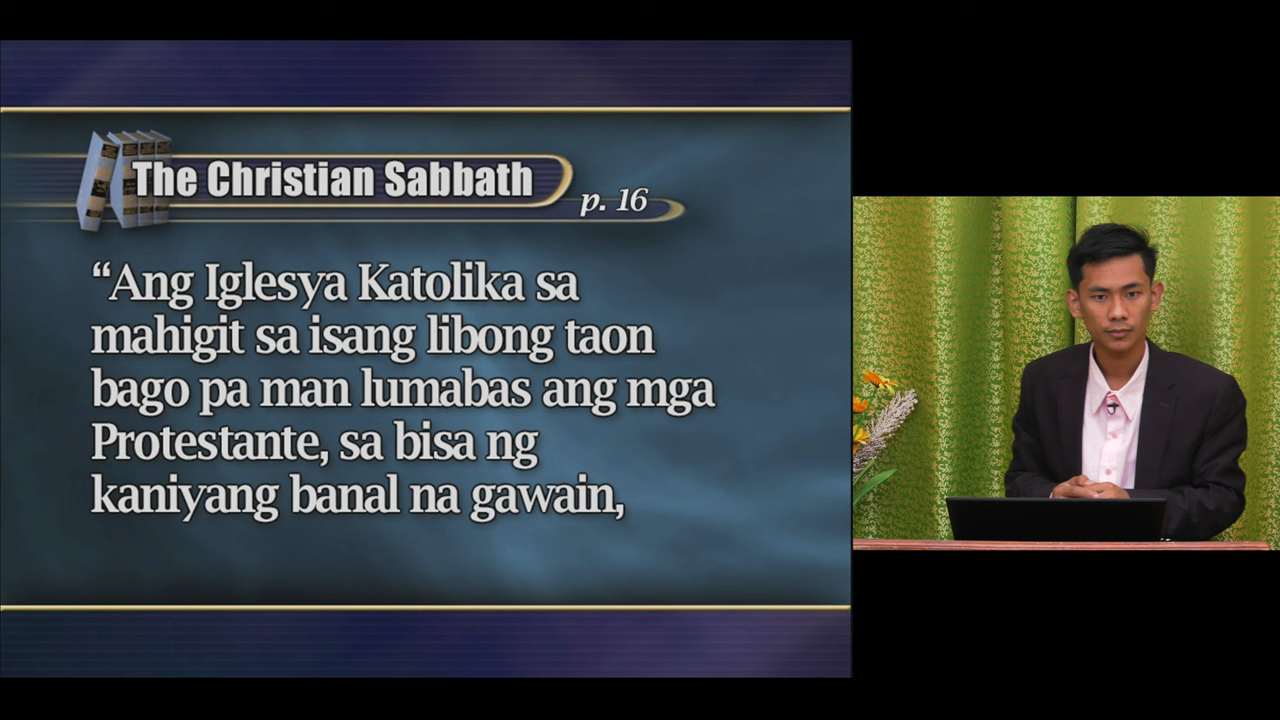 The Christian Sabbath
p. 16
“Ang Iglesya Katolika sa
mahigit sa isang libong taon
bago pa man lumabas ang mga
Protestante, sa bisa ng
kaniyang banal na gawain,